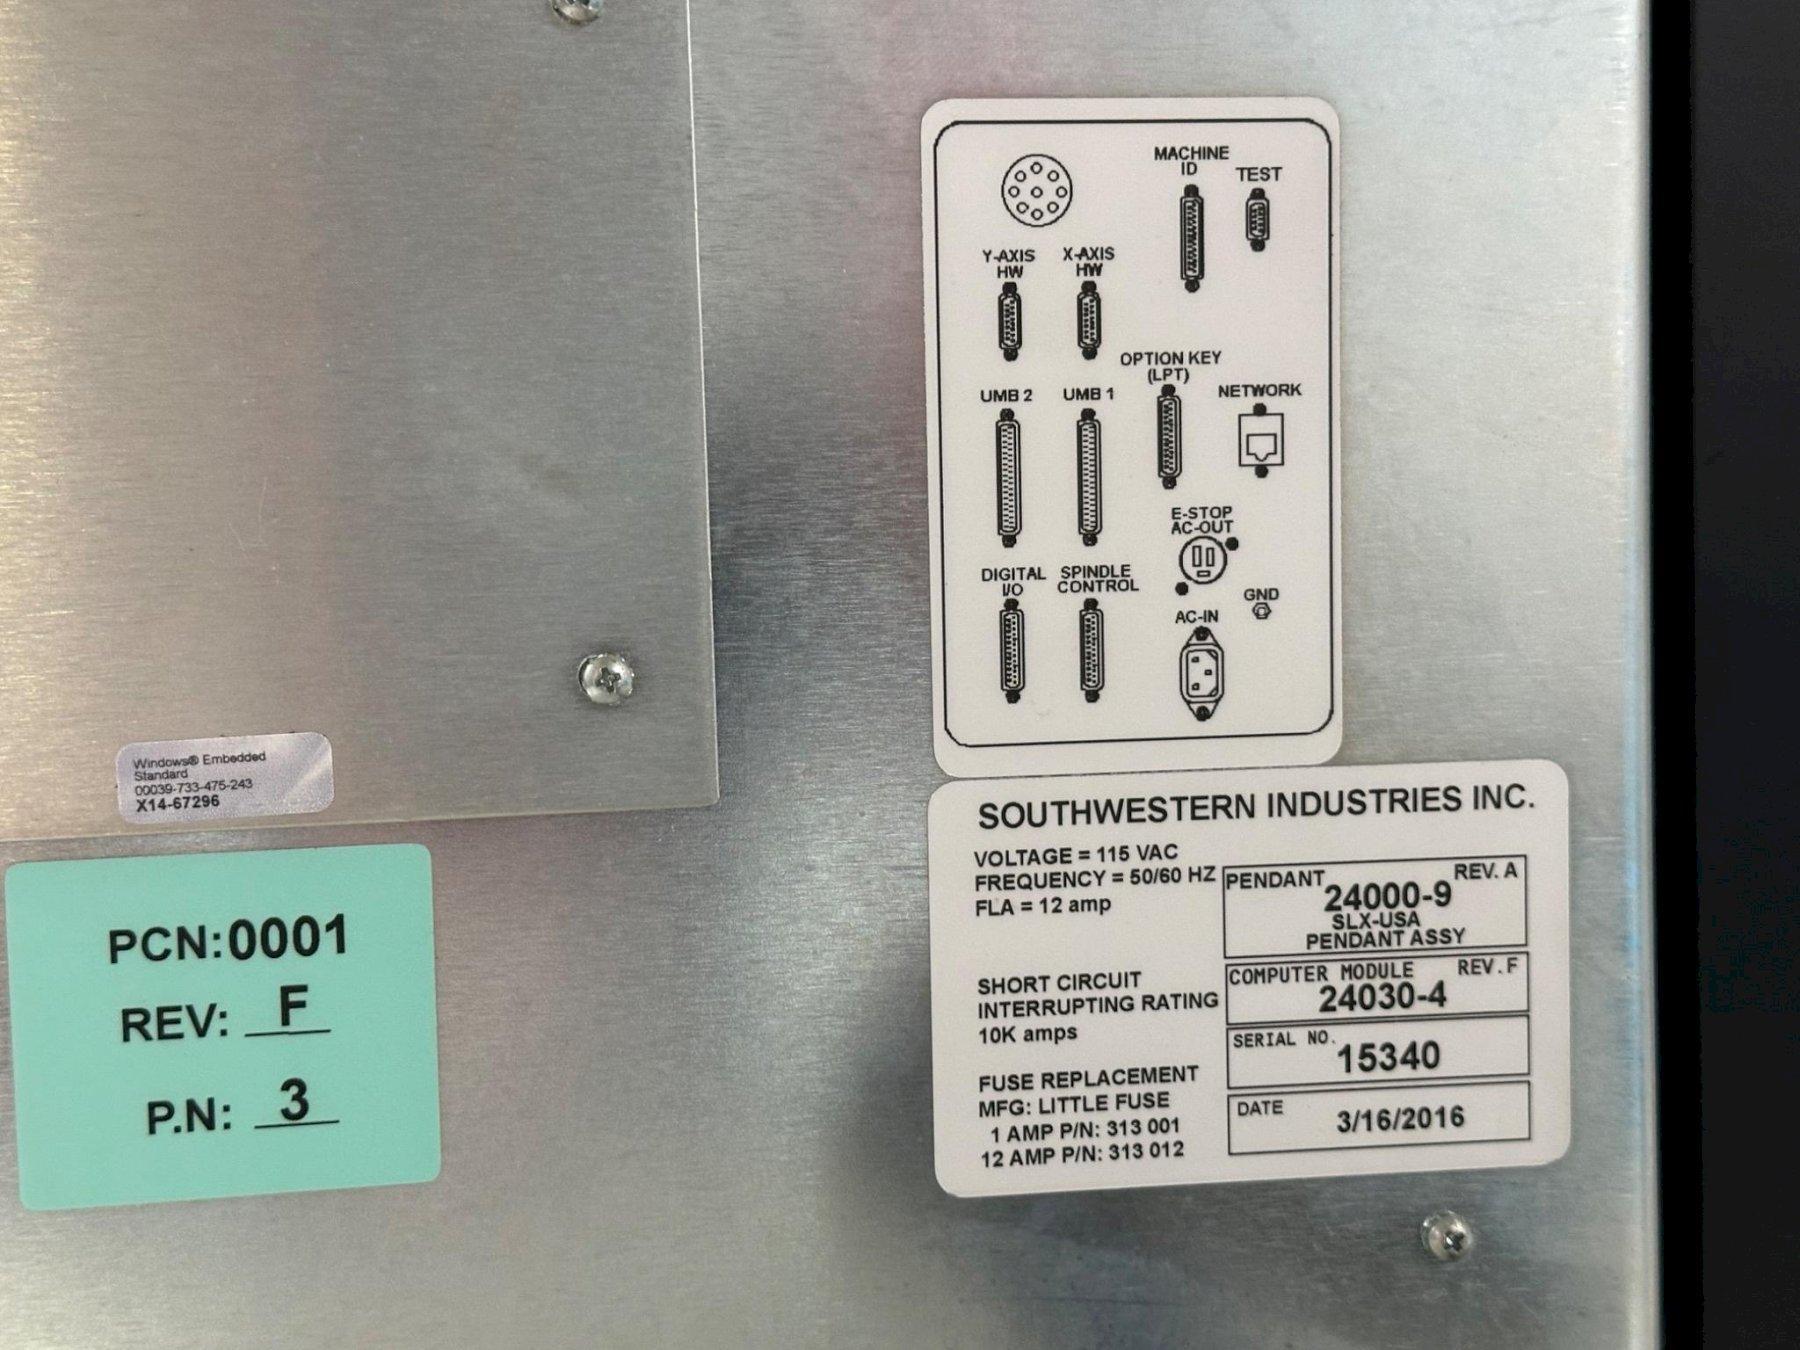 MACHINE
ID
TEST
Y-AXIS
HW
X-AXIS
HW
OPTION KEY
(LPT)
NETWORK
UMB 2
UMB 1
E-STOP
AC-OUT
DIGITAL
I/O
SPINDLE
CONTROL
GND
AC-IN
Windows® Embedded
Standard
00039-733-475-243
X14-67296
PCN:0001
REV: F
P.N: 3
SOUTHWESTERN INDUSTRIES INC.
VOLTAGE = 115 VAC
FREQUENCY = 50/60 HZ
FLA = 12 amp
SHORT CIRCUIT
INTERRUPTING RATING
10K amps
FUSE REPLACEMENT
MFG: LITTLE FUSE
1 AMP P/N: 313 001
12 AMP P/N: 313 012
PENDANT REV. A
24000-9
SLX-USA
PENDANT ASSY
COMPUTER MODULE REV. F
24030-4
SERIAL NO. 15340
DATE 3/16/2016